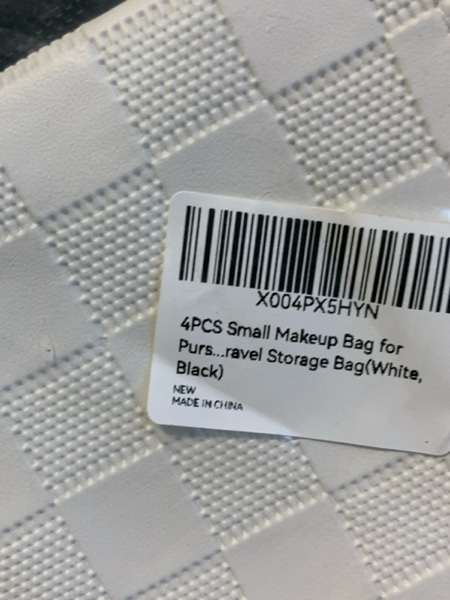 X004PX5HYN
4PCS Small Makeup Bag for
Purs...ravel Storage Bag(White,
Black)
NEW
MADE IN CHINA